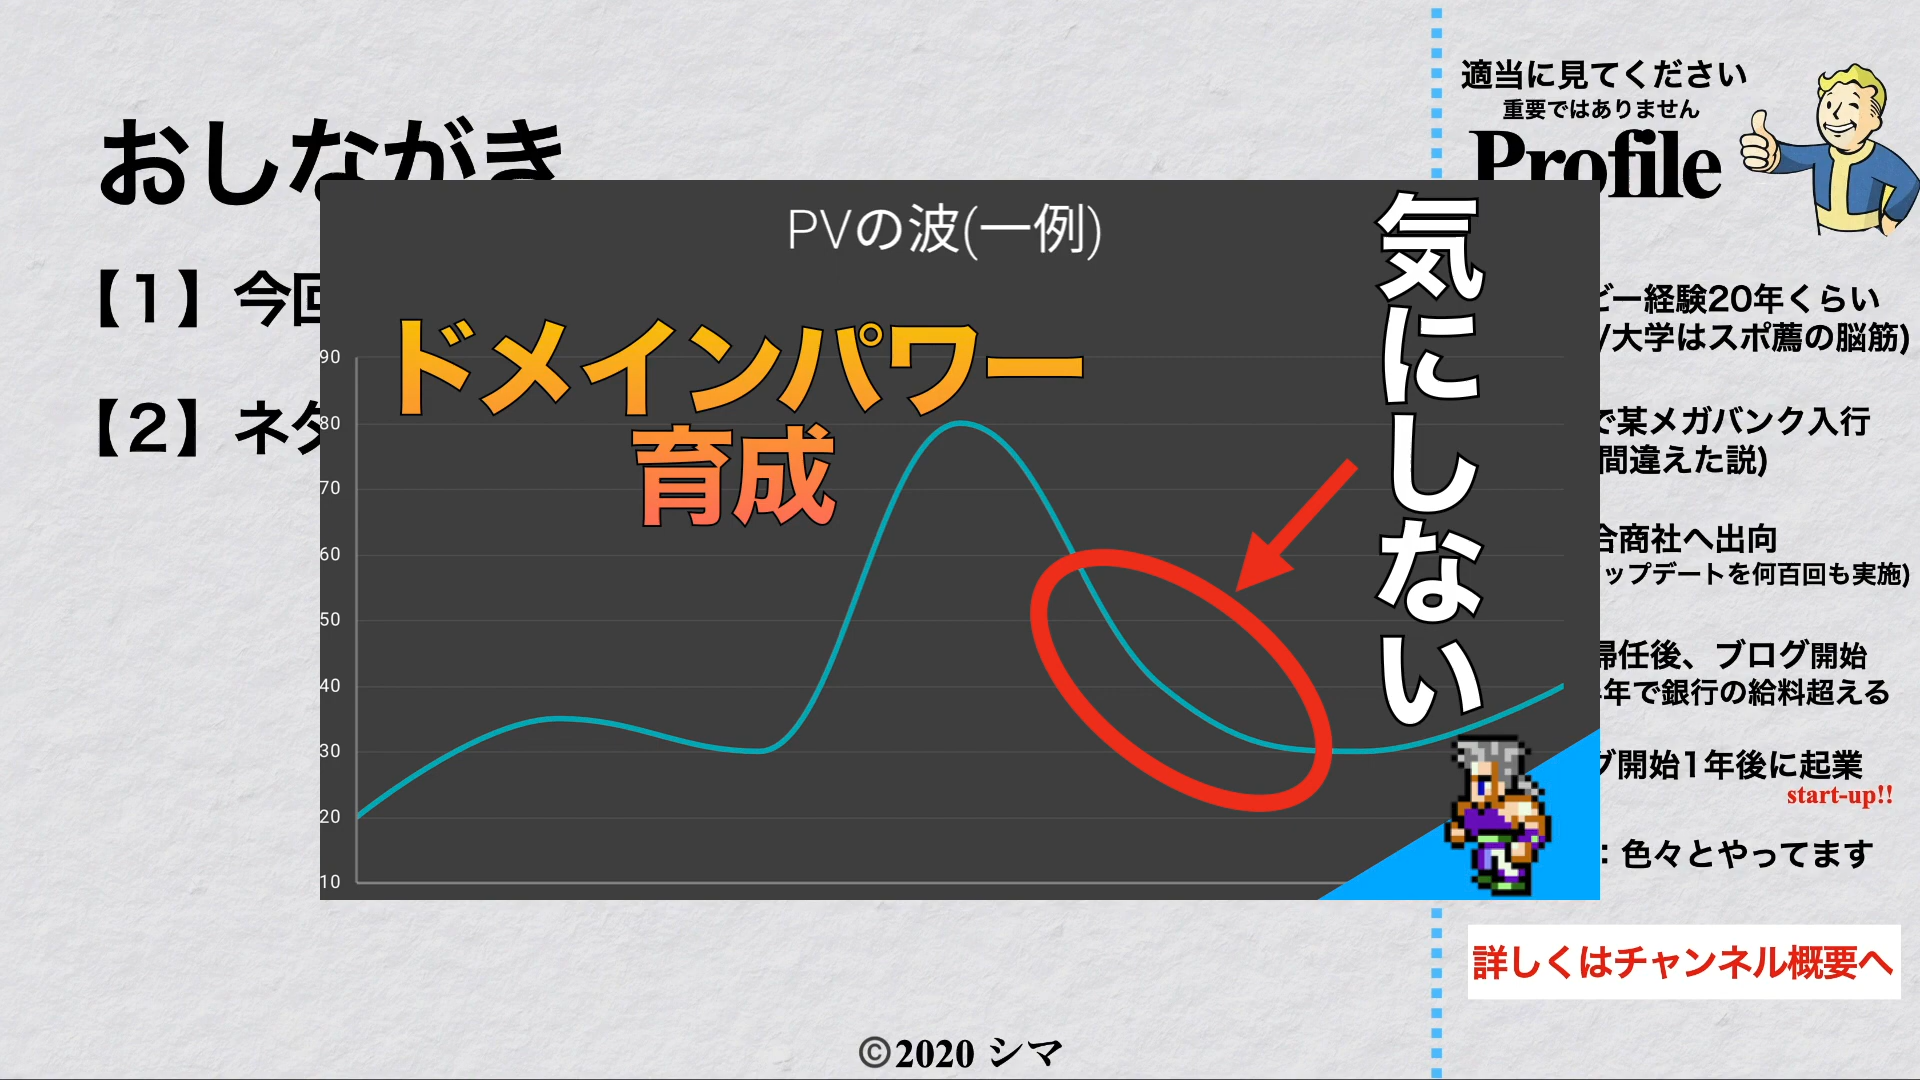 おしながき
【1】今回
【2】ネタ
PVの波(一例)
ドメインパワー
育成
気にしない
90
80
70
60
50
40
30
20
10
適当に見てください
重要ではありません
Profile
ビー経験20年くらい
/大学はスポ薦の脳筋)
で某メガバンク入行
間違えた説)
合商社へ出向
ップデートを何百回も実施)
帰任後、ブログ開始
年で銀行の給料超える
グ開始1年後に起業
start-up!!
：色々とやってます
詳しくはチャンネル概要へ
©2020 シマ